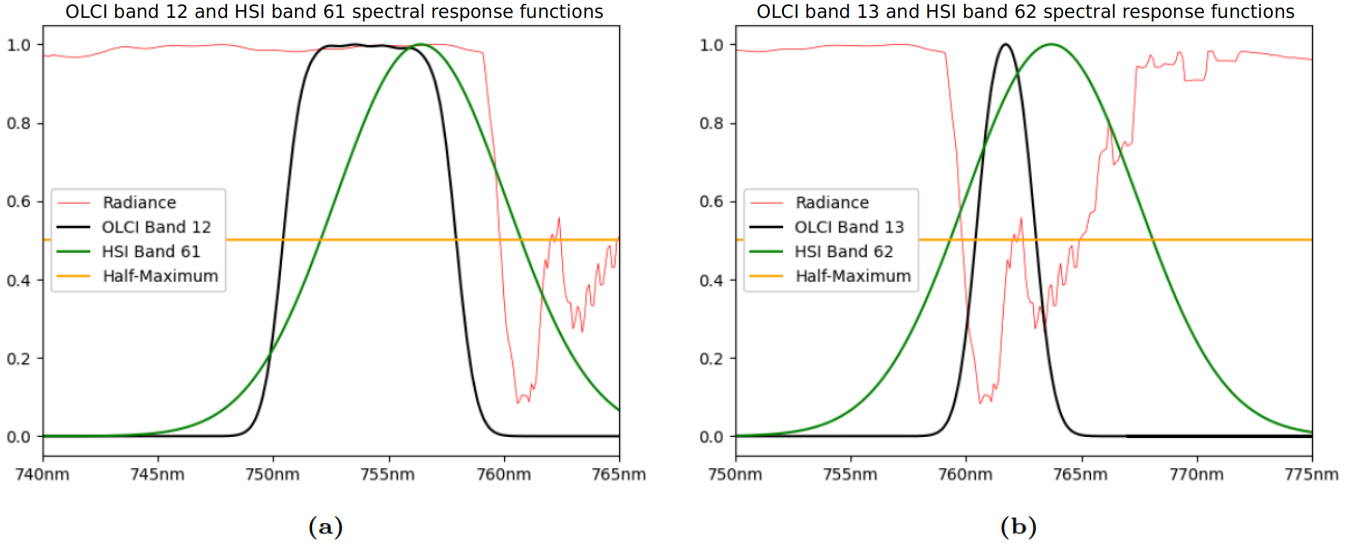 OLCI band 12 and HSI band 61 spectral response functions
1.0
0.8
0.6
0.4
0.2
0.0
Radiance
OLCI Band 12
HSI Band 61
Half-Maximum
740nm 745nm 750nm 755nm 760nm 765nm
(a)
OLCI band 13 and HSI band 62 spectral response functions
1.0
0.8
0.6
0.4
0.2
0.0
Radiance
OLCI Band 13
HSI Band 62
Half-Maximum
750nm 755nm 760nm 765nm 770nm 775nm
(b)